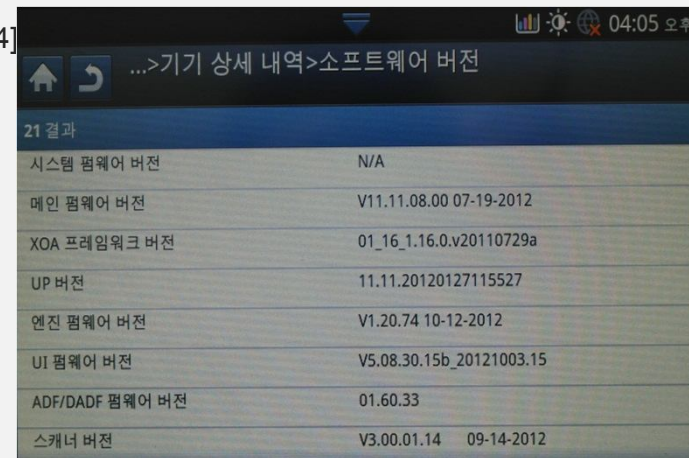 4]
04:05 오후
...>기기 상세 내역>소프트웨어 버전
21 결과
시스템 펌웨어 버전 N/A
메인 펌웨어 버전 V11.11.08.00 07-19-2012
XOA 프레임워크 버전 01_16_1.16.0.v20110729a
UP 버전 11.11.20120127115527
엔진 펌웨어 버전 V1.20.74 10-12-2012
UI 펌웨어 버전 V5.08.30.15b_20121003.15
ADF/DADF 펌웨어 버전 01.60.33
스캐너 버전 V3.00.01.14 09-14-2012